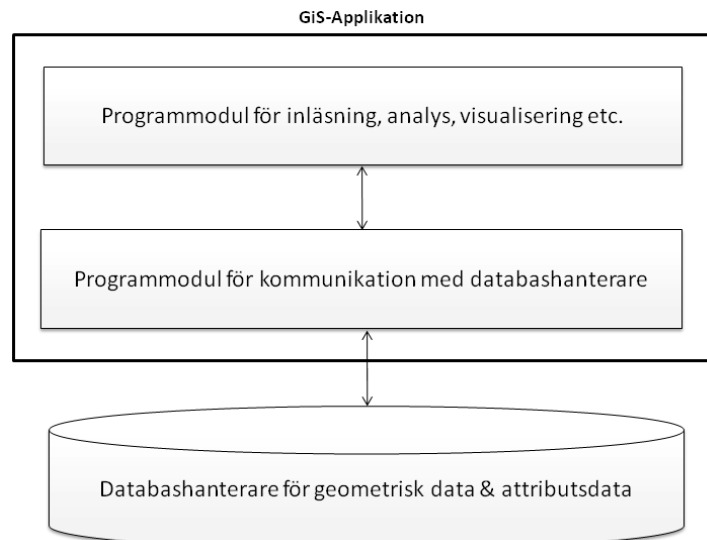 GiS-Applikation
Programmodul för inläsning, analys, visualisering etc.
Programmodul för kommunikation med databashanterare
Databashanterare för geometrisk data & attributsdata